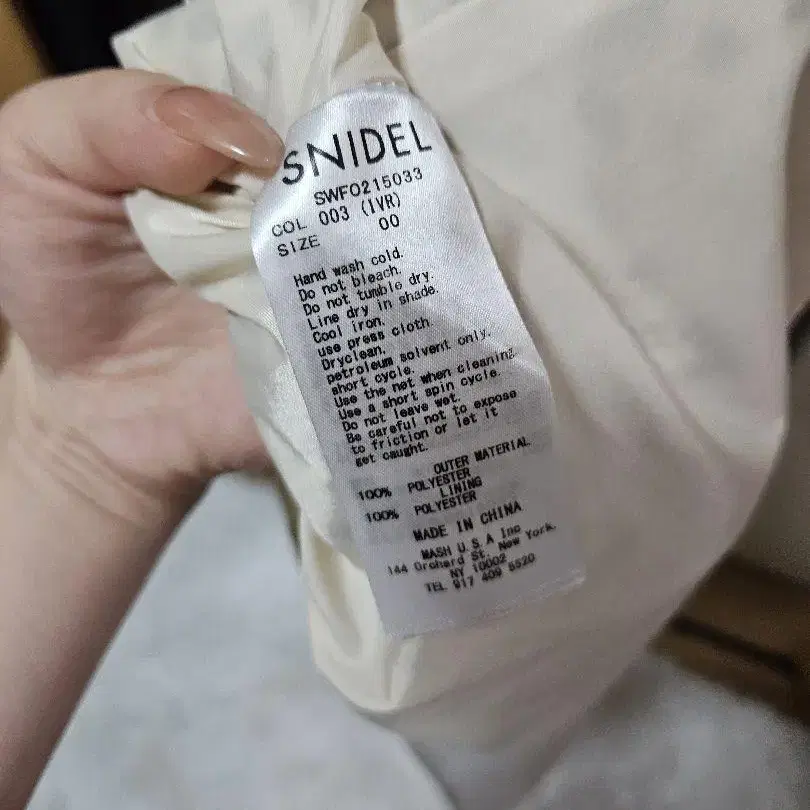 SNIDEL
SWFO215033
COL 003 (IVR)
SIZE 00
Hand wash cold.
Do not bleach.
Do not tumble dry.
Line dry in shade.
Cool iron.
use press cloth.
Dryclean.
petroleum solvent only.
short cycle.
Use the net when cleaning.
Use a short spin cycle.
Do not leave wet.
Be careful not to expose
to friction or let it
get caught.
OUTER MATERIAL
100% POLYESTER
LINING
100% POLYESTER
MADE IN CHINA
MASH U.S.A Inc
144 Orchard St, New York.
NY 10002
TEL 917 409 5520